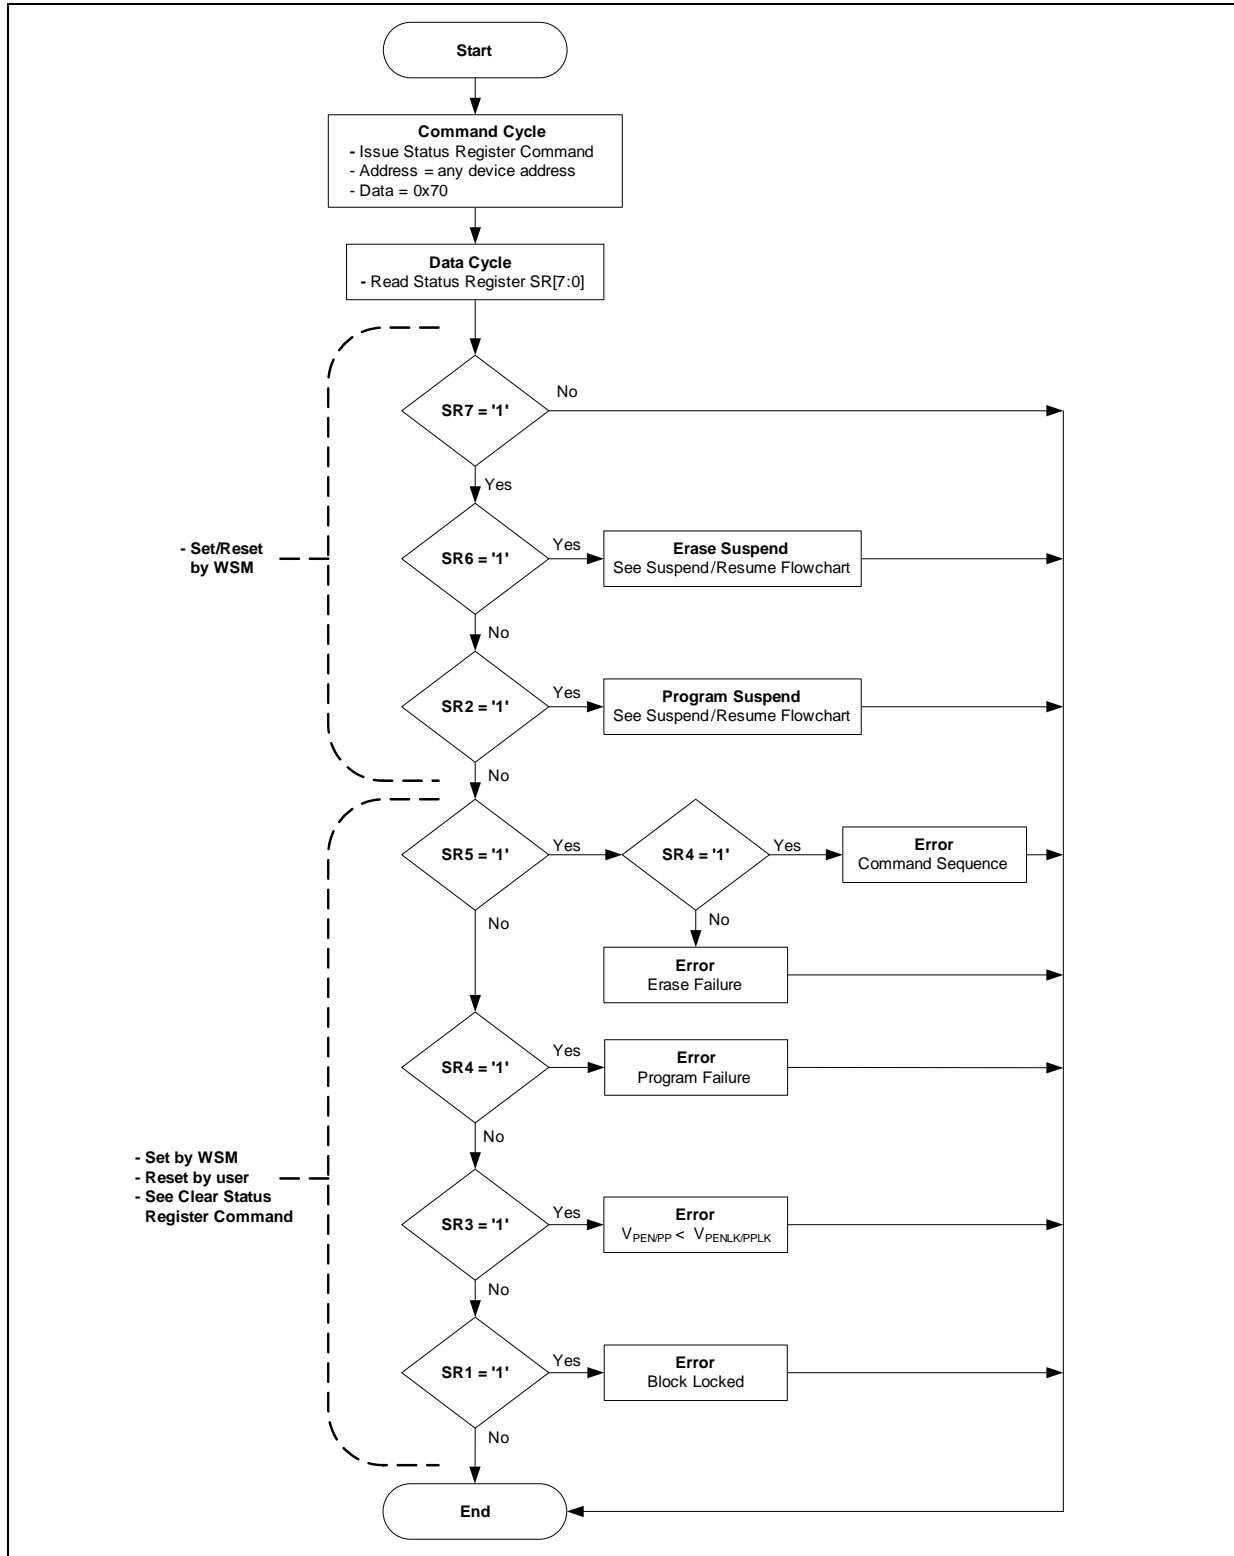 Start
Command Cycle
- Issue Status Register Command
- Address = any device address
- Data = 0x70
Data Cycle
- Read Status Register SR[7:0]
SR7 = '1'
No
Yes
- Set/Reset
by WSM
SR6 = '1'
Yes
Erase Suspend
See Suspend/Resume Flowchart
No
SR2 = '1'
Yes
Program Suspend
See Suspend/Resume Flowchart
No
SR5 = '1'
Yes
SR4 = '1'
Yes
Error
Command Sequence
No
No
Error
Erase Failure
SR4 = '1'
Yes
Error
Program Failure
No
- Set by WSM
- Reset by user
- See Clear Status
Register Command
SR3 = '1'
Yes
Error
VPEN/PP < VPENLK/PPLK
No
SR1 = '1'
Yes
Error
Block Locked
No
End